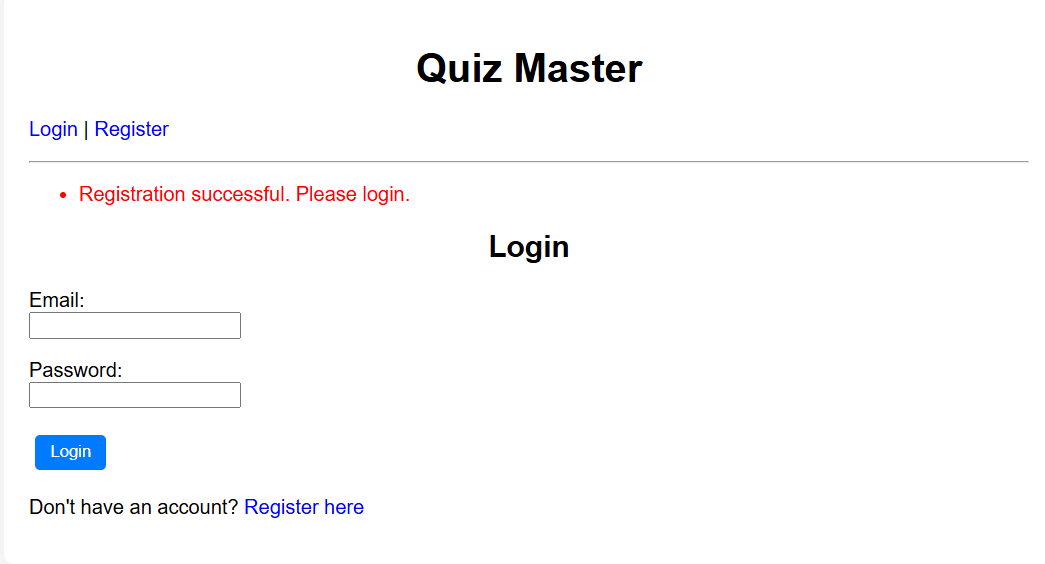 Quiz Master
Login | Register
• Registration successful. Please login.
Login
Email:
Password:
Login
Don't have an account? Register here